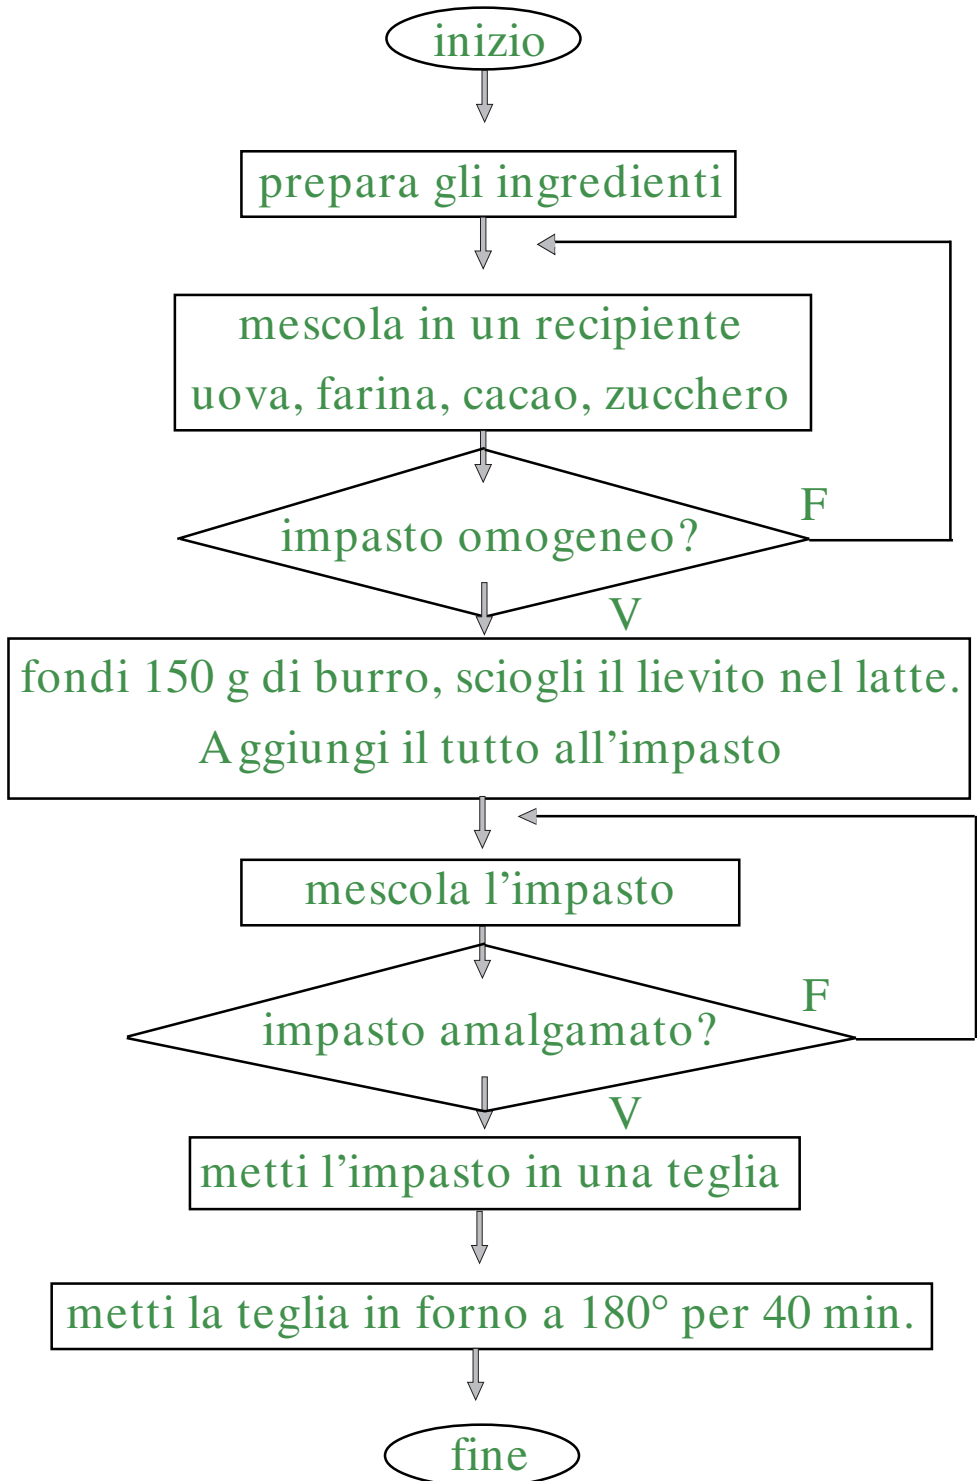 inizio
prepara gli ingredienti
mescola in un recipiente
uova, farina, cacao, zucchero
F
impasto omogeneo?
V
fondi 150 g di burro, sciogli il lievito nel latte.
Aggiungi il tutto all’impasto
mescola l’impasto
F
impasto amalgamato?
V
metti l’impasto in una teglia
metti la teglia in forno a 180° per 40 min.
fine